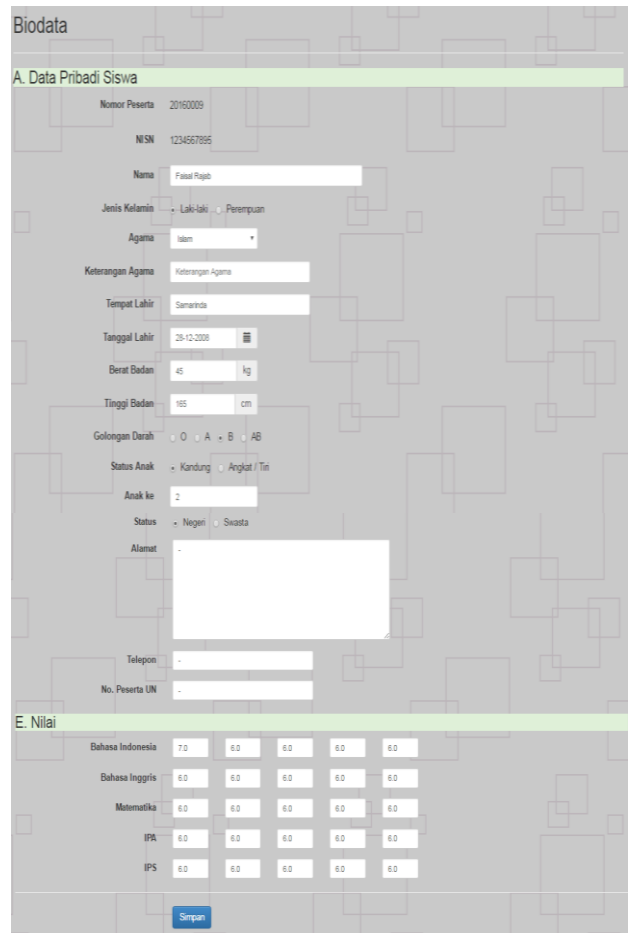 Biodata
A. Data Pribadi Siswa
Nomor Peserta 20160009
NISN 1234567895
Nama Faisal Rajab
Jenis Kelamin Laki-laki Perempuan
Agama Islam
Keterangan Agama Keterangan Agama
Tempat Lahir Samarinda
Tanggal Lahir 28-12-2008
Berat Badan 45 kg
Tinggi Badan 165 cm
Golongan Darah O A B AB
Status Anak Kandung Angkat / Tiri
Anak ke 2
Status Negeri Swasta
Alamat -
Telepon -
No. Peserta UN -
E. Nilai
Bahasa Indonesia 7.0 6.0 6.0 6.0 6.0
Bahasa Inggris 6.0 6.0 6.0 6.0 6.0
Matematika 6.0 6.0 6.0 6.0 6.0
IPA 6.0 6.0 6.0 6.0 6.0
IPS 6.0 6.0 6.0 6.0 6.0
Simpan